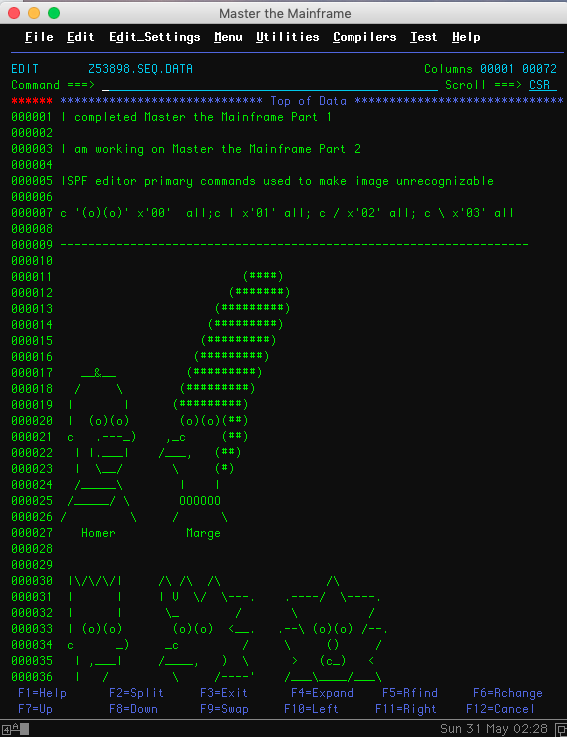 Master the Mainframe
File  Edit  Edit_Settings  Menu  Utilities  Compilers  Test  Help
EDIT       Z53898.SEQ.DATA                                   Columns 00001 00072
Command ===>                                                  Scroll ===> CSR
****** **************************** Top of Data *****************************
000001 I completed Master the Mainframe Part 1
000002
000003 I am working on Master the Mainframe Part 2
000004
000005 ISPF editor primary commands used to make image unrecognizable
000006
000007 c '(o)(o)' x'00'  all;c | x'01' all; c / x'02' all; c \ x'03' all
000008
000009 -----------------------------------------------------------------
000010
000011                           (####)
000012                         (#######)
000013                       (#########)
000014                      (#########)
000015                     (#########)
000016                    (#########)
000017    __&__          (#########)
000018   /     \        (#########)
000019  |       |      (#########)
000020  |  (o)(o)       (o)(o)(##)
000021  c   .---_)    ,_c     (##)
000022   | |.___|    /___,   (##)
000023   |  \__/       \     (#)
000024   /_____\        |    |
000025  /_____/ \       OOOOOO
000026 /         \     /      \
000027    Homer          Marge
000028
000029
000030  |\/\/\/|     /\ /\  /\               /\
000031  |      |     | V  \/  \---.    .----/  \----.
000032  |      |      \_        /       \          /
000033  | (o)(o)       (o)(o) <__.   .--\ (o)(o) /--.
000034  c      _)     _c         /     \     ()     /
000035   | ,___|     /____,   ) \      >   (c_)   <
000036   |   /         \     /----'   /___\_____/___\
F1=Help      F2=Split     F3=Exit      F4=Expand    F5=Rfind     F6=Rchange
F7=Up        F8=Down      F9=Swap     F10=Left     F11=Right    F12=Cancel
4 A
Sun 31 May 02:28